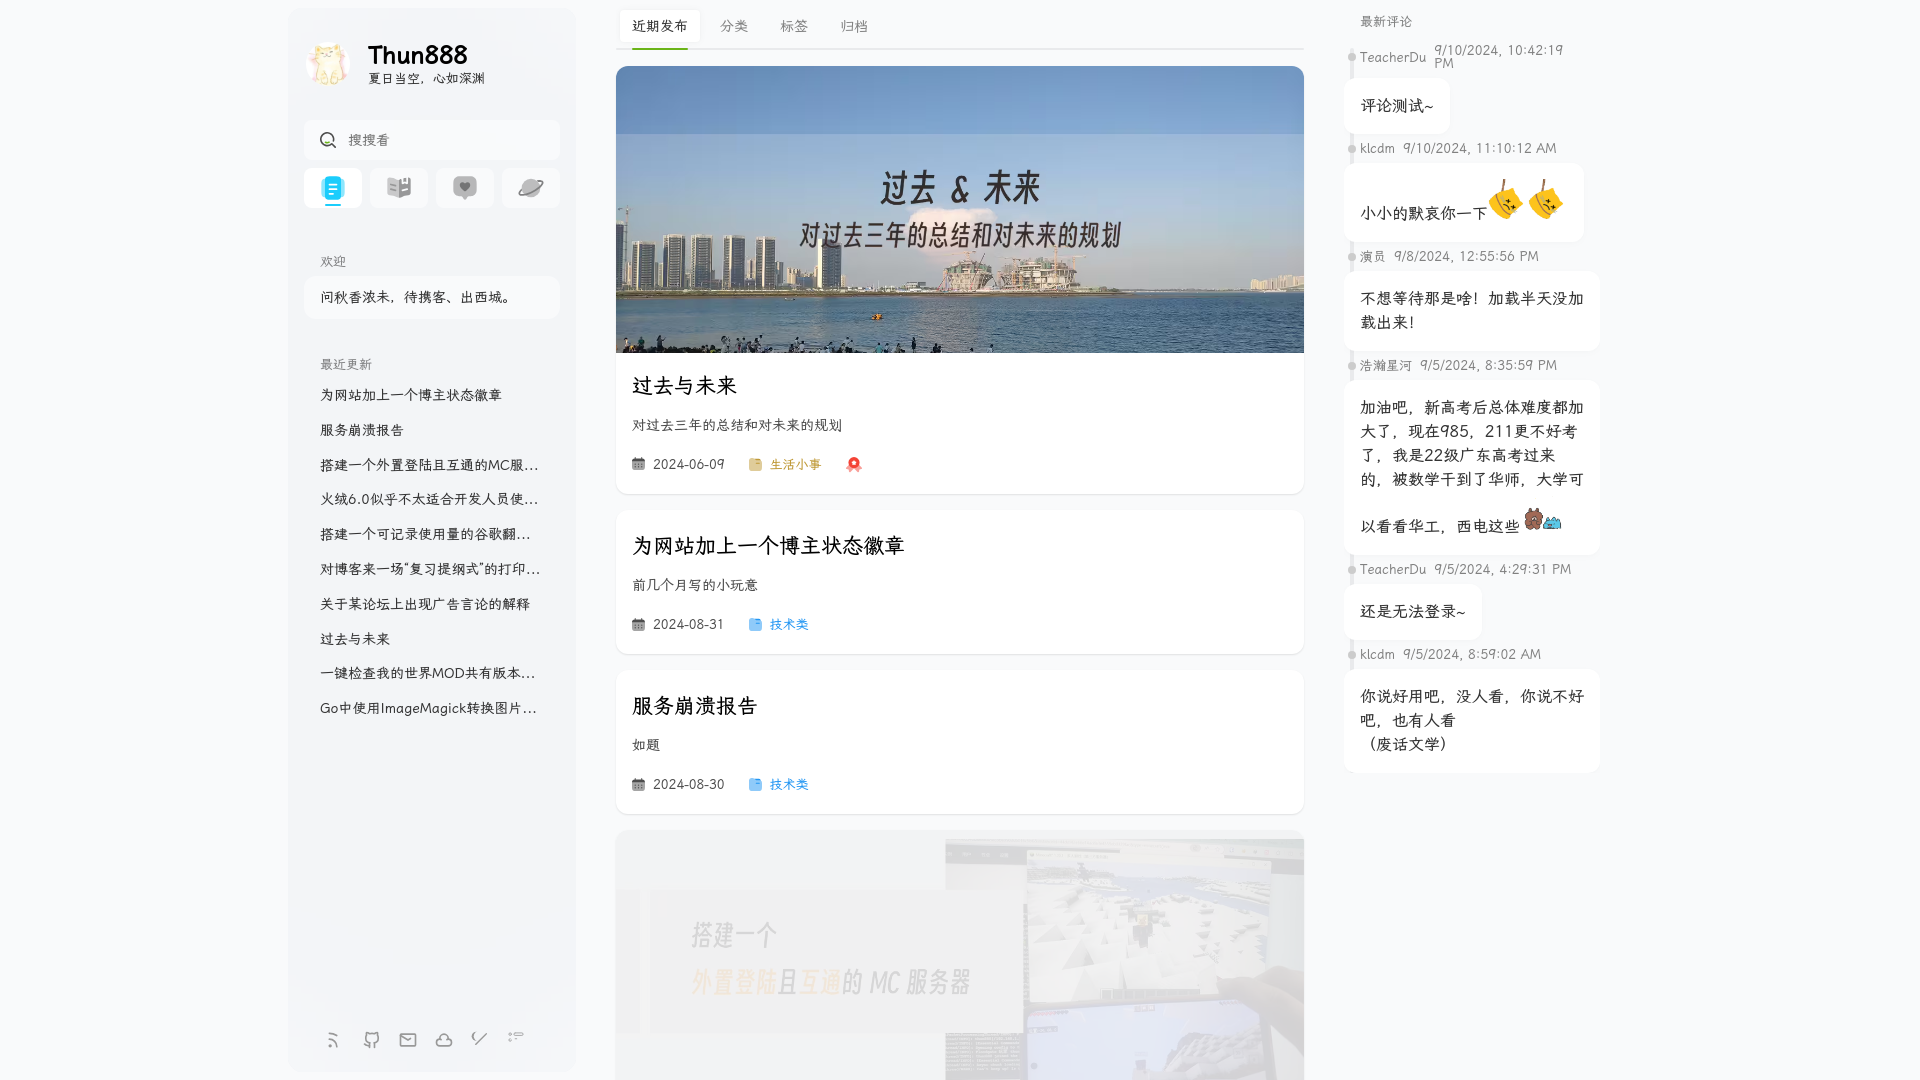 Thun888
夏日当空，心如深渊
搜搜看
欢迎
问秋香浓未，待携客、出西城。
最近更新
为网站加上一个博主状态徽章
服务崩溃报告
搭建一个外置登陆且互通的MC服...
火绒6.0似乎不太适合开发人员使...
搭建一个可记录使用量的谷歌翻...
对博客来一场“复习提纲式”的打印...
关于某论坛上出现广告言论的解释
过去与未来
一键检查我的世界MOD共有版本...
Go中使用ImageMagick转换图片...
近期发布
分类
标签
归档
过去 & 未来
对过去三年的总结和对未来的规划
过去与未来
对过去三年的总结和对未来的规划
2024-06-09
生活小事
为网站加上一个博主状态徽章
前几个月写的小玩意
2024-08-31
技术类
服务崩溃报告
如题
2024-08-30
技术类
搭建一个
外置登陆且互通的 MC 服务器
最新评论
TeacherDu 9/10/2024, 10:42:19
PM
评论测试~
klcdm 9/10/2024, 11:10:12 AM
小小的默哀你一下
演员 9/8/2024, 12:55:56 PM
不想等待那是啥！加载半天没加
载出来！
浩瀚星河 9/5/2024, 8:35:59 PM
加油吧，新高考后总体难度都加
大了，现在985，211更不好考
了，我是22级广东高考过来
的，被数学干到了华师，大学可
以看看华工，西电这些
TeacherDu 9/5/2024, 4:29:31 PM
还是无法登录~
klcdm 9/5/2024, 8:59:02 AM
你说好用吧，没人看，你说不好
吧，也有人看
（废话文学）